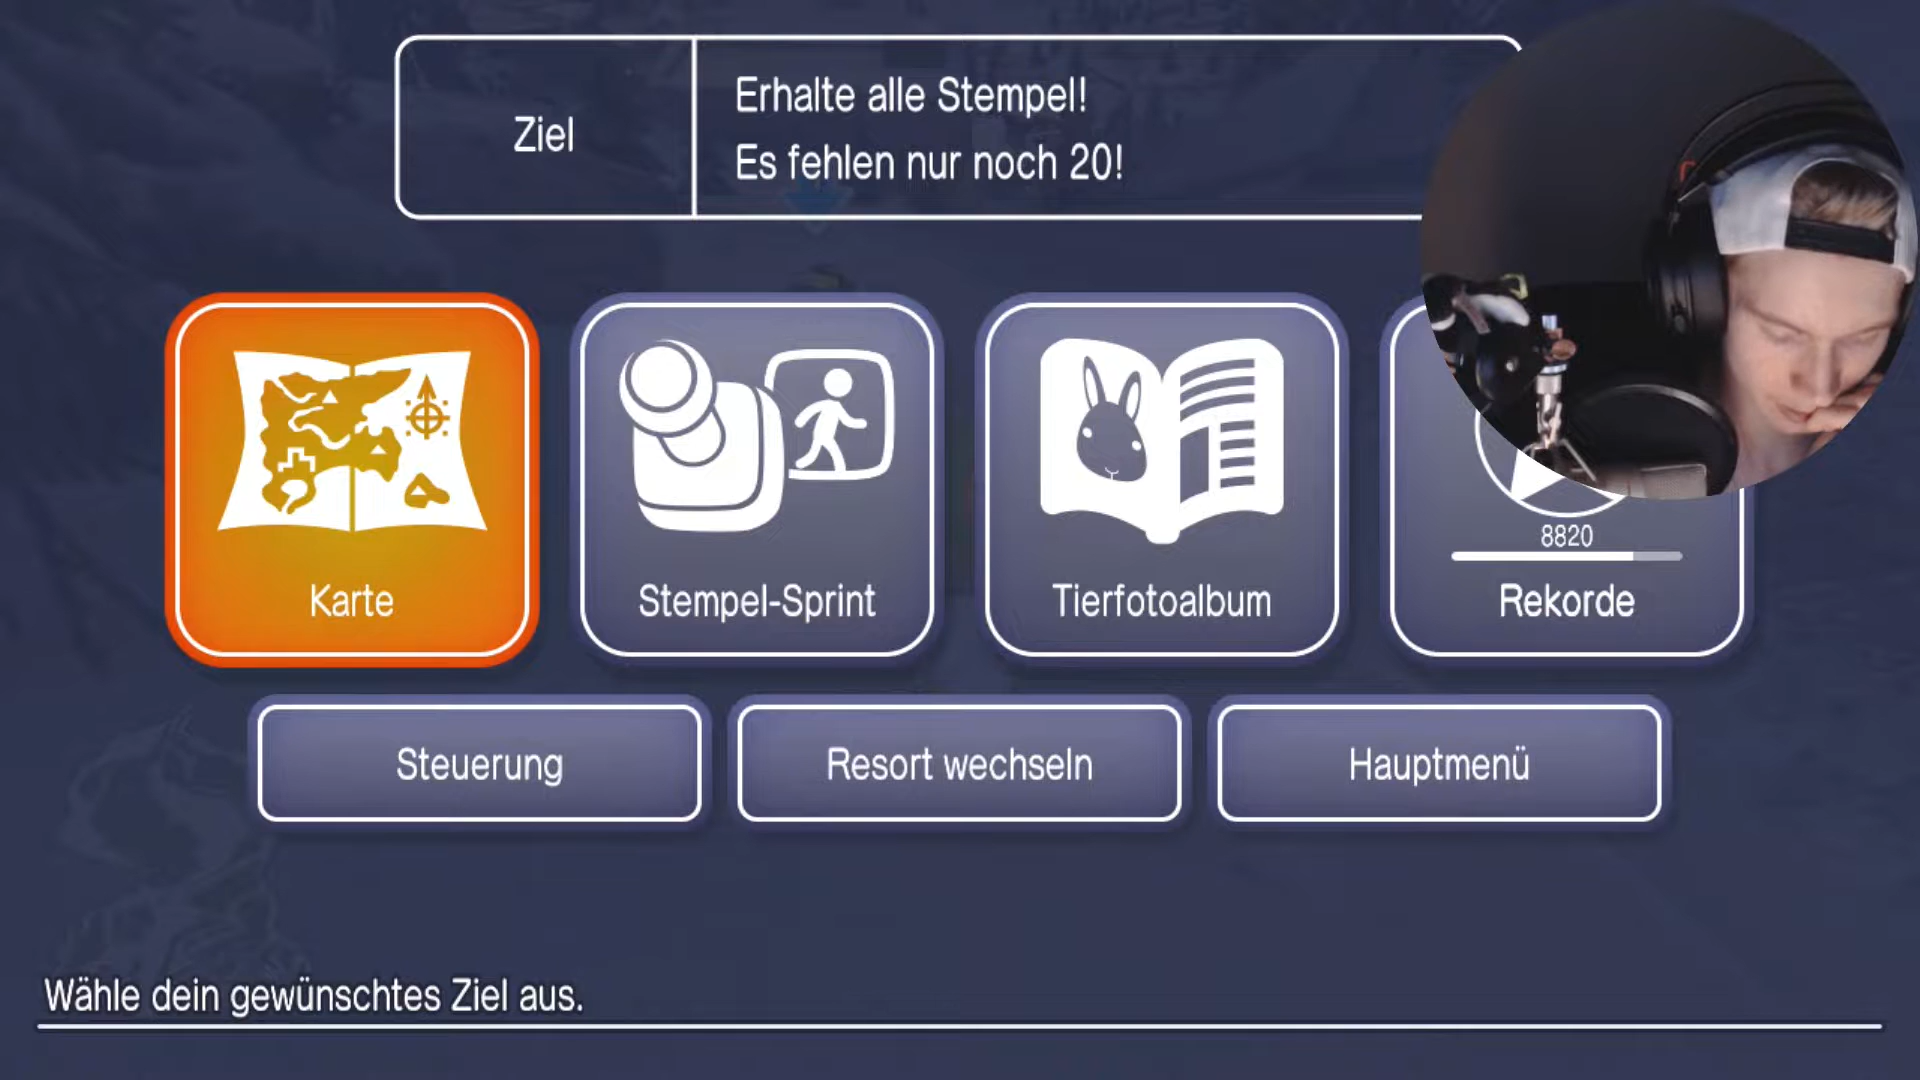 Ziel
Erhalte alle Stempel!
Es fehlen nur noch 20!
Karte
Stempel-Sprint
Tierfotoalbum
8820
Rekorde
Steuerung
Resort wechseln
Hauptmenü
Wähle dein gewünschtes Ziel aus.